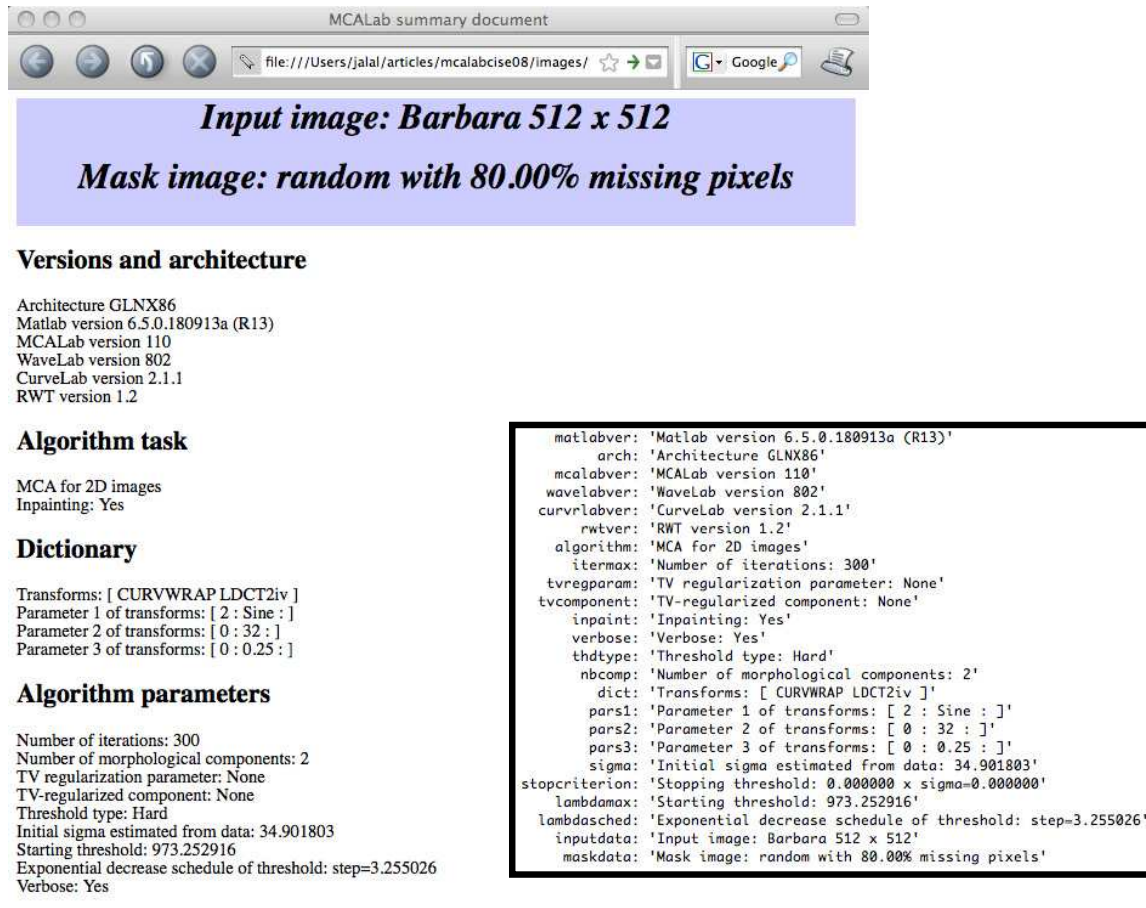 MCALab summary document
file:///Users/jalal/articles/mcalabcise08/images/
G Google
Input image: Barbara 512 x 512
Mask image: random with 80.00% missing pixels
Versions and architecture
Architecture GLNX86
Matlab version 6.5.0.180913a (R13)
MCALab version 110
WaveLab version 802
CurveLab version 2.1.1
RWT version 1.2
Algorithm task
MCA for 2D images
Inpainting: Yes
Dictionary
Transforms: [ CURVWRAP LDCT2iv ]
Parameter 1 of transforms: [ 2 : Sine : ]
Parameter 2 of transforms: [ 0 : 32 : ]
Parameter 3 of transforms: [ 0 : 0.25 : ]
Algorithm parameters
Number of iterations: 300
Number of morphological components: 2
TV regularization parameter: None
TV-regularized component: None
Threshold type: Hard
Initial sigma estimated from data: 34.901803
Starting threshold: 973.252916
Exponential decrease schedule of threshold: step=3.255026
Verbose: Yes
matlabver: 'Matlab version 6.5.0.180913a (R13)'
arch: 'Architecture GLNX86'
mcalabver: 'MCALab version 110'
wavelabver: 'WaveLab version 802'
curvrlabver: 'CurveLab version 2.1.1'
rwtver: 'RWT version 1.2'
algorithm: 'MCA for 2D images'
itermax: 'Number of iterations: 300'
tvregparam: 'TV regularization parameter: None'
tvcomponent: 'TV-regularized component: None'
inpaint: 'Inpainting: Yes'
verbose: 'Verbose: Yes'
thdtype: 'Threshold type: Hard'
nbcomp: 'Number of morphological components: 2'
dict: 'Transforms: [ CURVWRAP LDCT2iv ]'
pars1: 'Parameter 1 of transforms: [ 2 : Sine : ]'
pars2: 'Parameter 2 of transforms: [ 0 : 32 : ]'
pars3: 'Parameter 3 of transforms: [ 0 : 0.25 : ]'
sigma: 'Initial sigma estimated from data: 34.901803'
stopcriterion: 'Stopping threshold: 0.000000 x sigma=0.000000'
lambdamax: 'Starting threshold: 973.252916'
lambdasched: 'Exponential decrease schedule of threshold: step=3.255026'
inputdata: 'Input image: Barbara 512 x 512'
maskdata: 'Mask image: random with 80.00% missing pixels'